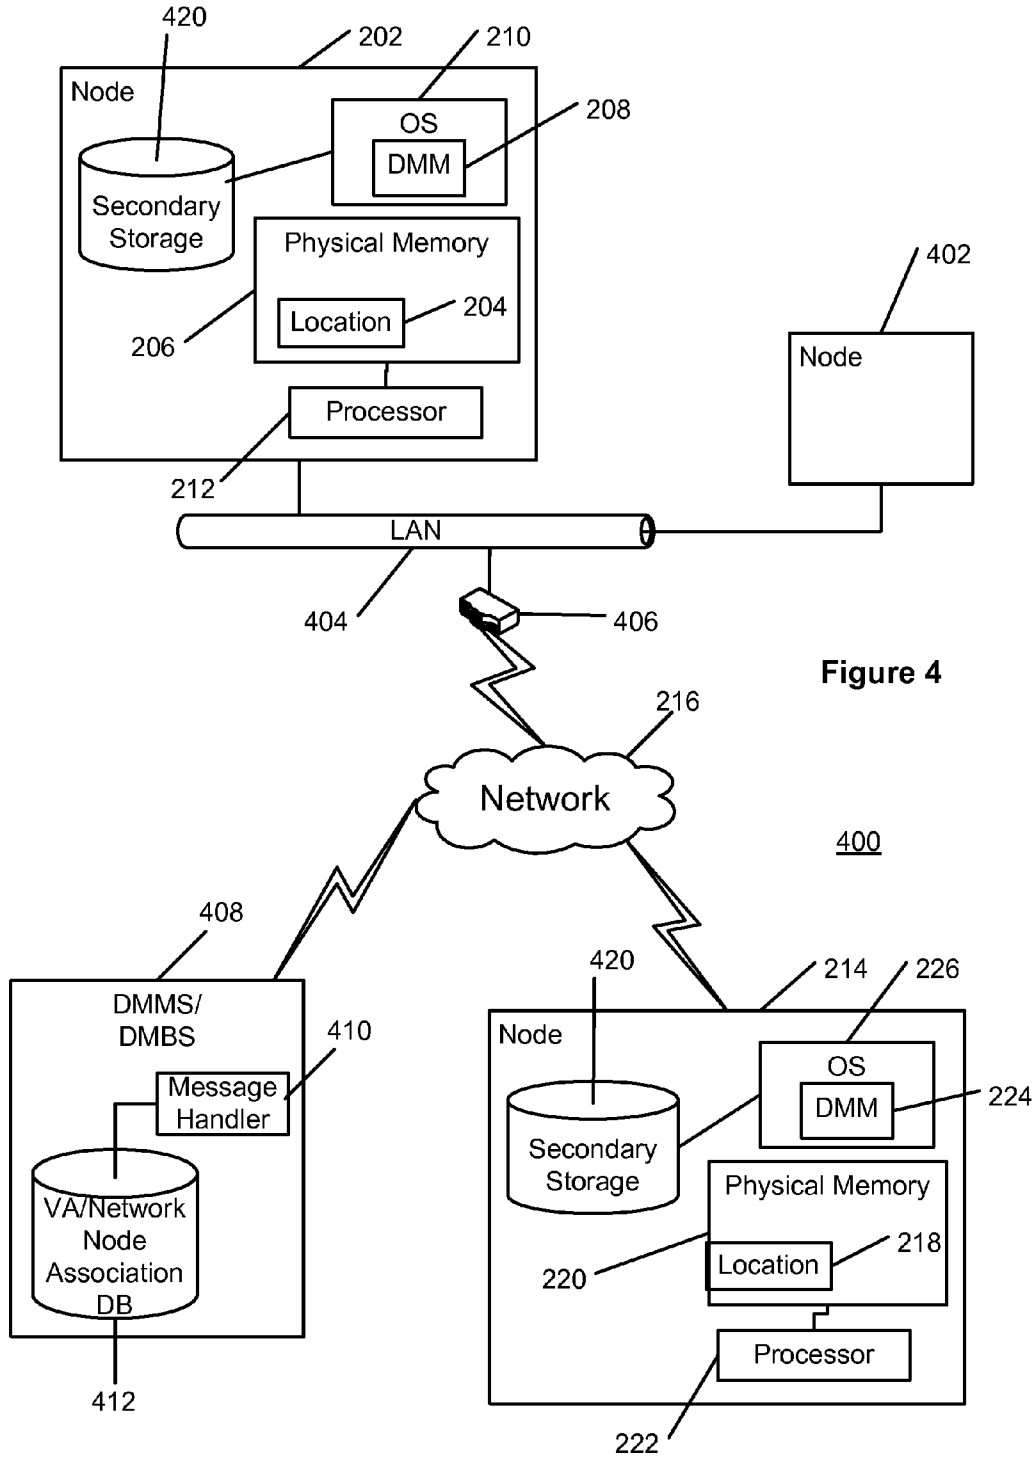 420
202
210
Node
OS
208
DMM
Secondary
Storage
Physical Memory
402
204
Location
206
Node
Processor
212
LAN
404
406
Figure 4
216
Network
400
408
420
214
226
DMMS/
DMBS
410
Node
OS
Message
Handler
DMM
224
Secondary
Storage
Physical Memory
VA/Network
Node
Association
DB
218
Location
220
Processor
412
222